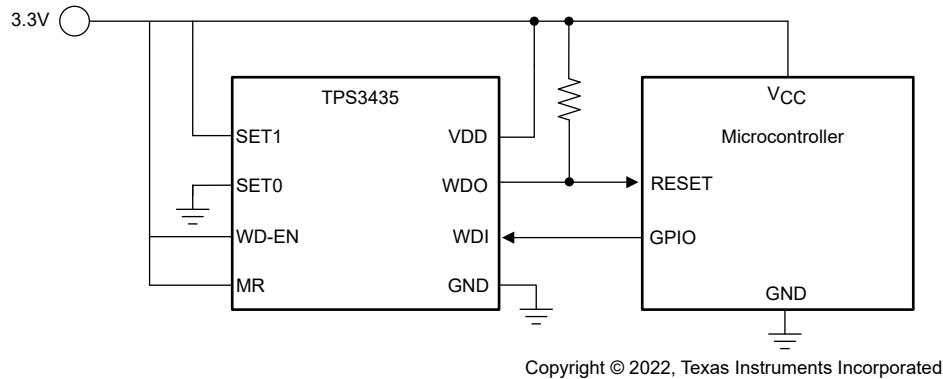 3.3V
TPS3435
SET1
SET0
WD-EN
MR
VDD
WDO
WDI
GND
VCC
Microcontroller
RESET
GPIO
GND
Copyright © 2022, Texas Instruments Incorporated